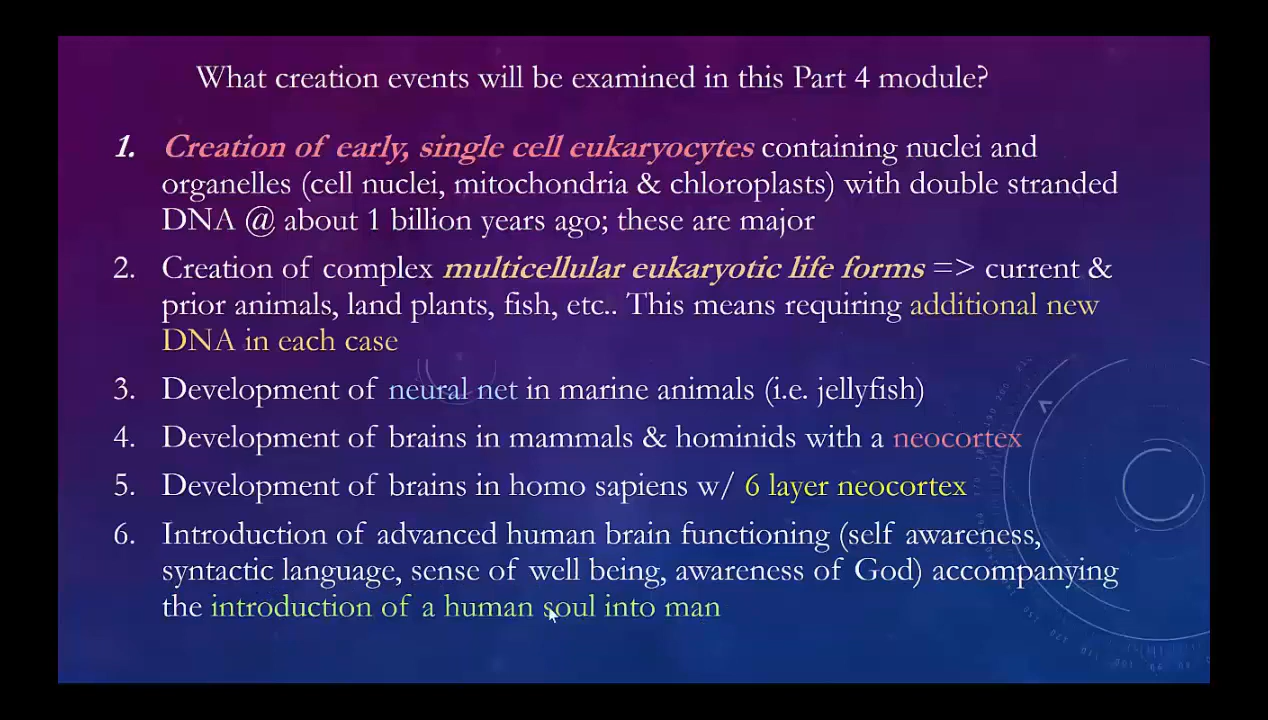 What creation events will be examined in this Part 4 module?
1. Creation of early, single cell eukaryocytes containing nuclei and
organelles (cell nuclei, mitochondria & chloroplasts) with double stranded
DNA @ about 1 billion years ago; these are major
2. Creation of complex multicellular eukaryotic life forms => current &
prior animals, land plants, fish, etc.. This means requiring additional new
DNA in each case
3. Development of neural net in marine animals (i.e. jellyfish)
4. Development of brains in mammals & hominids with a neocortex
5. Development of brains in homo sapiens w/ 6 layer neocortex
6. Introduction of advanced human brain functioning (self awareness,
syntactic language, sense of well being, awareness of God) accompanying
the introduction of a human soul into man